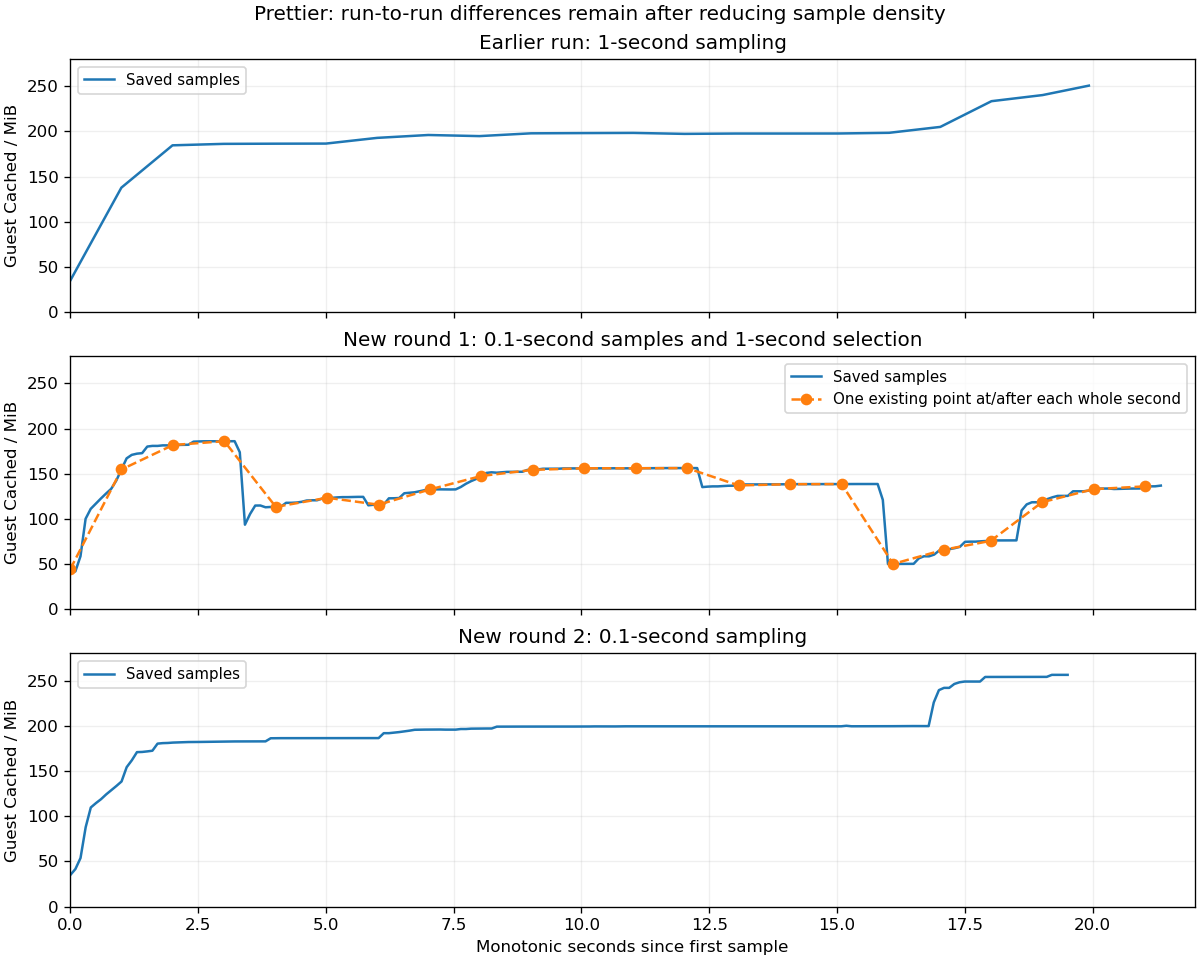 Prettier: run-to-run differences remain after reducing sample density
Earlier run: 1-second sampling
Saved samples
Guest Cached / MiB
250
200
150
100
50
0
New round 1: 0.1-second samples and 1-second selection
Saved samples
One existing point at/after each whole second
Guest Cached / MiB
250
200
150
100
50
0
New round 2: 0.1-second sampling
Saved samples
Guest Cached / MiB
250
200
150
100
50
0
0.0 2.5 5.0 7.5 10.0 12.5 15.0 17.5 20.0
Monotonic seconds since first sample